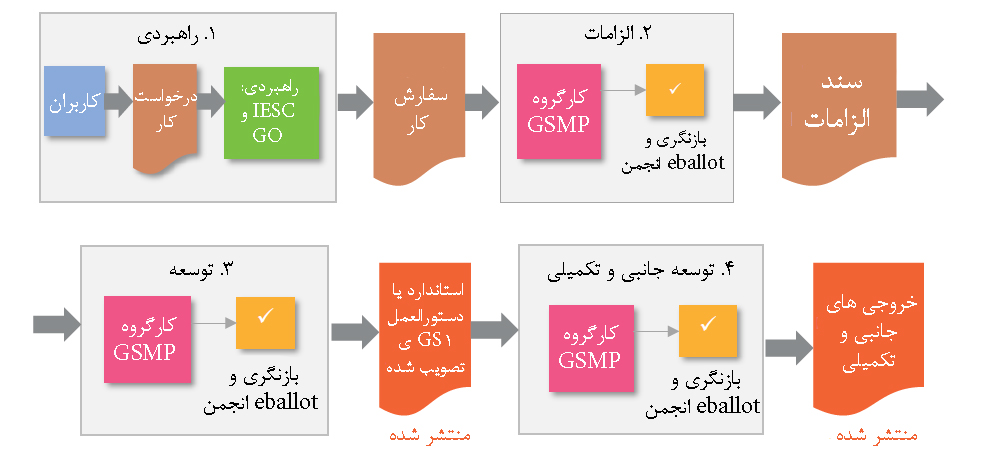 ۱. راهبردی
کاربران
درخواست
کار
راهبردی:
IESC و
GO
سفارش
کار
۲. الزامات
کارگروه
GSMP
بازنگری و
eballot انجمن
سند
الزامات
۳. توسعه
کارگروه
GSMP
بازنگری و
eballot انجمن
استاندارد یا
دستورالعمل
GS۱ ی
تصویب شده
منتشر شده
۴. توسعه جانبی و تکمیلی
کارگروه
GSMP
بازنگری و
eballot انجمن
خروجی های
جانبی و
تکمیلی
منتشر شده